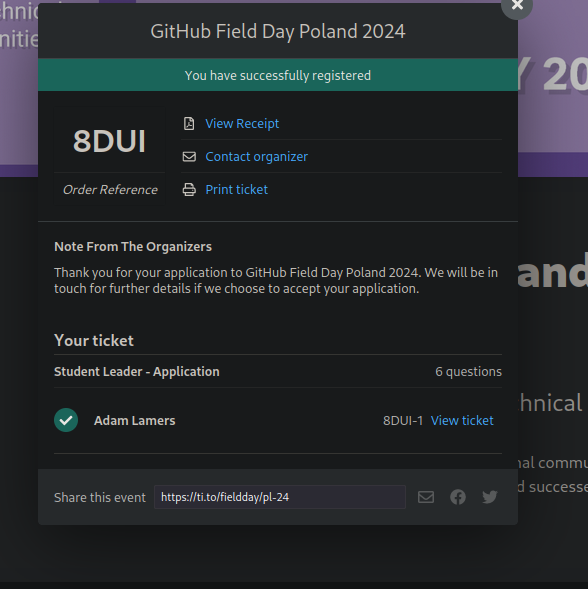 GitHub Field Day Poland 2024
You have successfully registered
8DUI
Order Reference
View Receipt
Contact organizer
Print ticket
Note From The Organizers
Thank you for your application to GitHub Field Day Poland 2024. We will be in
touch for further details if we choose to accept your application.
Your ticket
Student Leader - Application 6 questions
Adam Lamers 8DUI-1 View ticket
Share this event https://ti.to/fieldday/pl-24